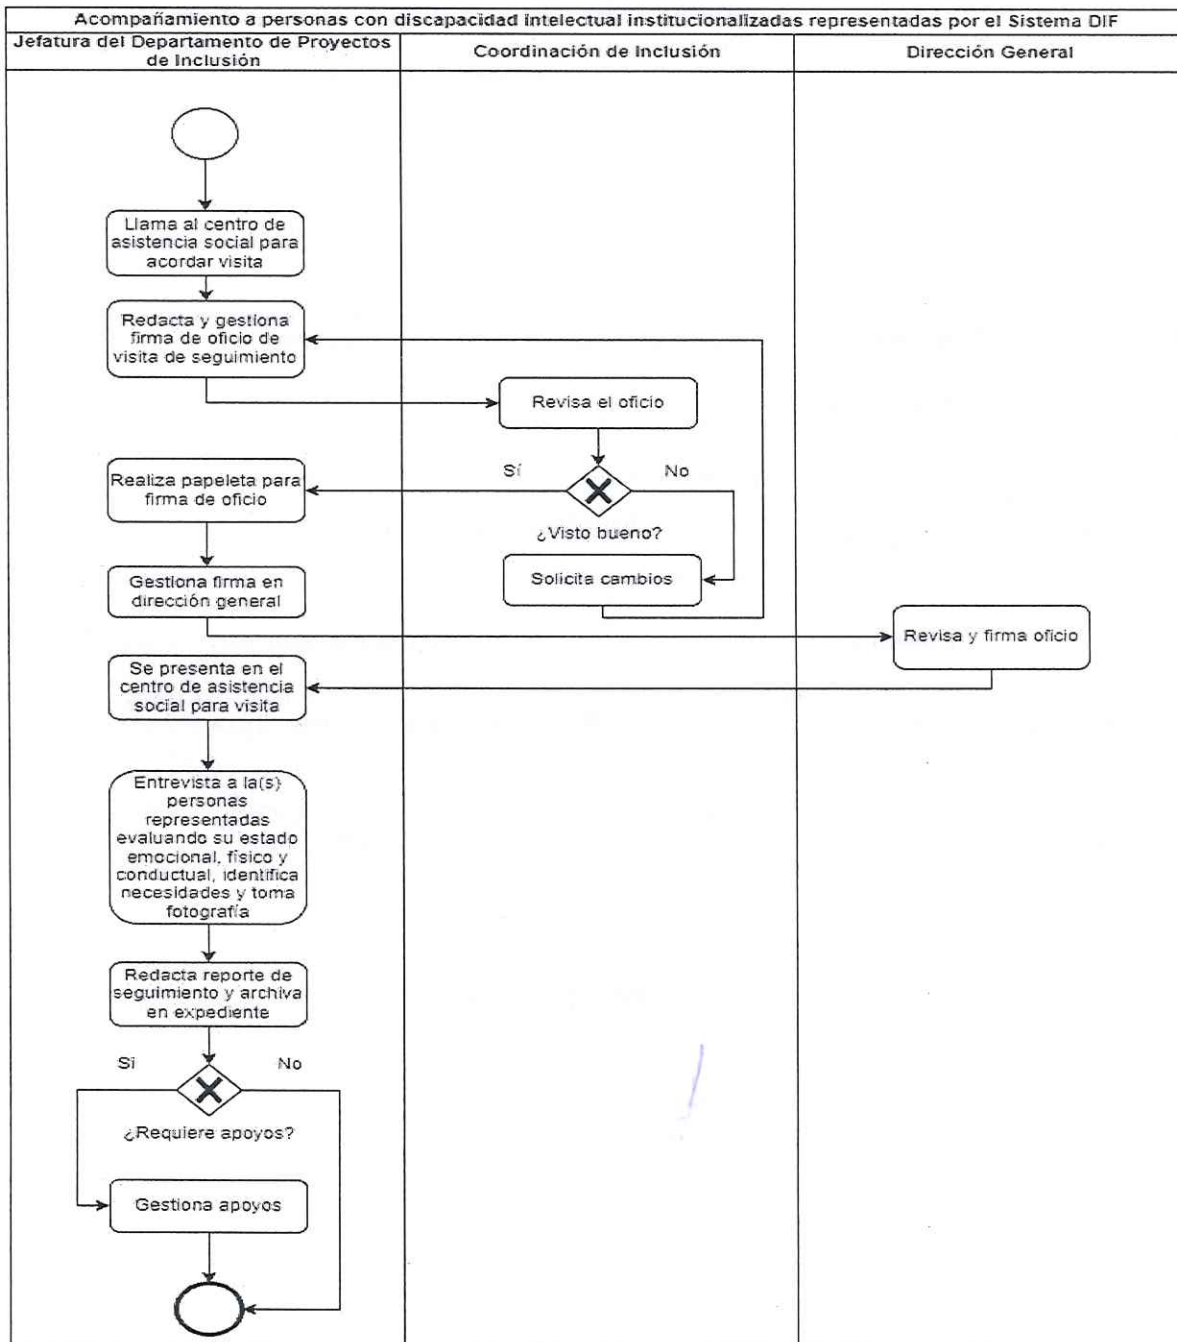 Acompañamiento a personas con discapacidad intelectual institucionalizadas representadas por el Sistema DIF
Jefatura del Departamento de Proyectos
de Inclusión
Coordinación de Inclusión
Dirección General
Llama al centro de
asistencia social para
acordar visita
Redacta y gestiona
firma de oficio de
visita de seguimiento
Revisa el oficio
Sí
No
¿Visto bueno?
Realiza papeleta para
firma de oficio
Solicita cambios
Gestiona firma en
dirección general
Revisa y firma oficio
Se presenta en el
centro de asistencia
social para visita
Entrevista a la(s)
personas
representadas
evaluando su estado
emocional, físico y
conductual, identifica
necesidades y toma
fotografía
Redacta reporte de
seguimiento y archiva
en expediente
Sí
No
¿Requiere apoyos?
Gestiona apoyos